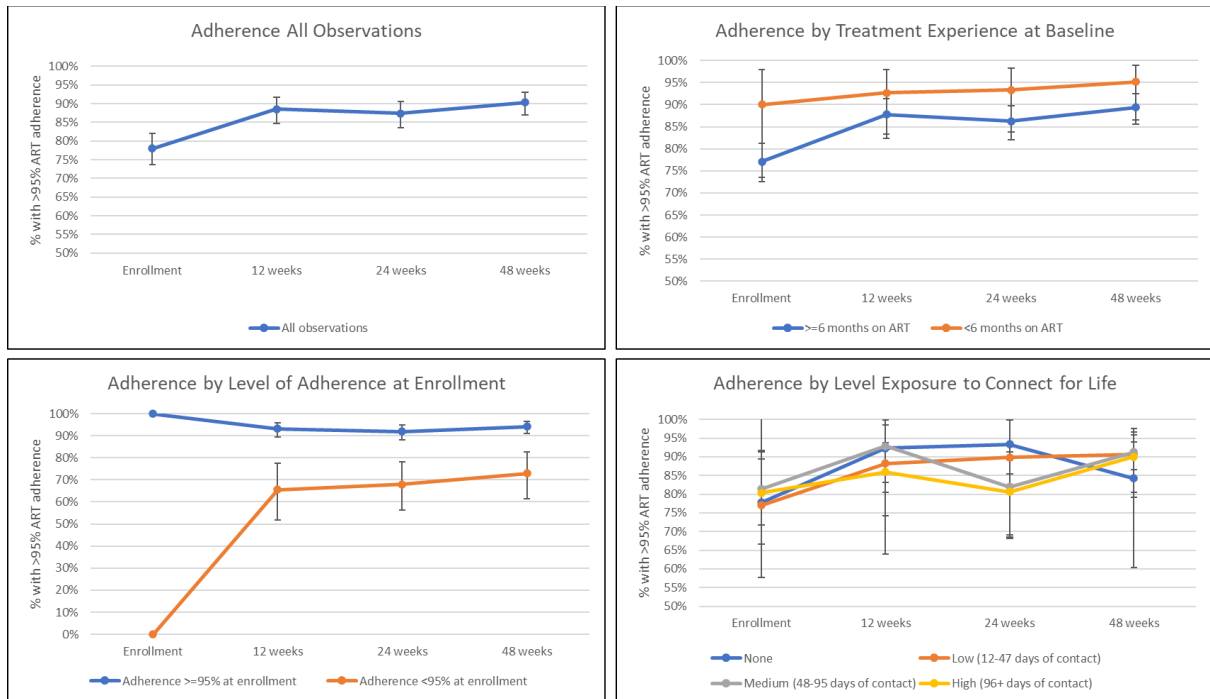 Adherence All Observations
% with >95% ART adherence
100%
95%
90%
85%
80%
75%
70%
65%
60%
55%
50%
Enrollment 12 weeks 24 weeks 48 weeks
All observations
Adherence by Treatment Experience at Baseline
% with >95% ART adherence
100%
95%
90%
85%
80%
75%
70%
65%
60%
55%
50%
Enrollment 12 weeks 24 weeks 48 weeks
>=6 months on ART <6 months on ART
Adherence by Level of Adherence at Enrollment
% with >95% ART adherence
100%
90%
80%
70%
60%
50%
40%
30%
20%
10%
0%
Enrollment 12 weeks 24 weeks 48 weeks
Adherence >=95% at enrollment Adherence <95% at enrollment
Adherence by Level Exposure to Connect for Life
% with >95% ART adherence
100%
95%
90%
85%
80%
75%
70%
65%
60%
55%
50%
Enrollment 12 weeks 24 weeks 48 weeks
None Low (12-47 days of contact)
Medium (48-95 days of contact) High (96+ days of contact)